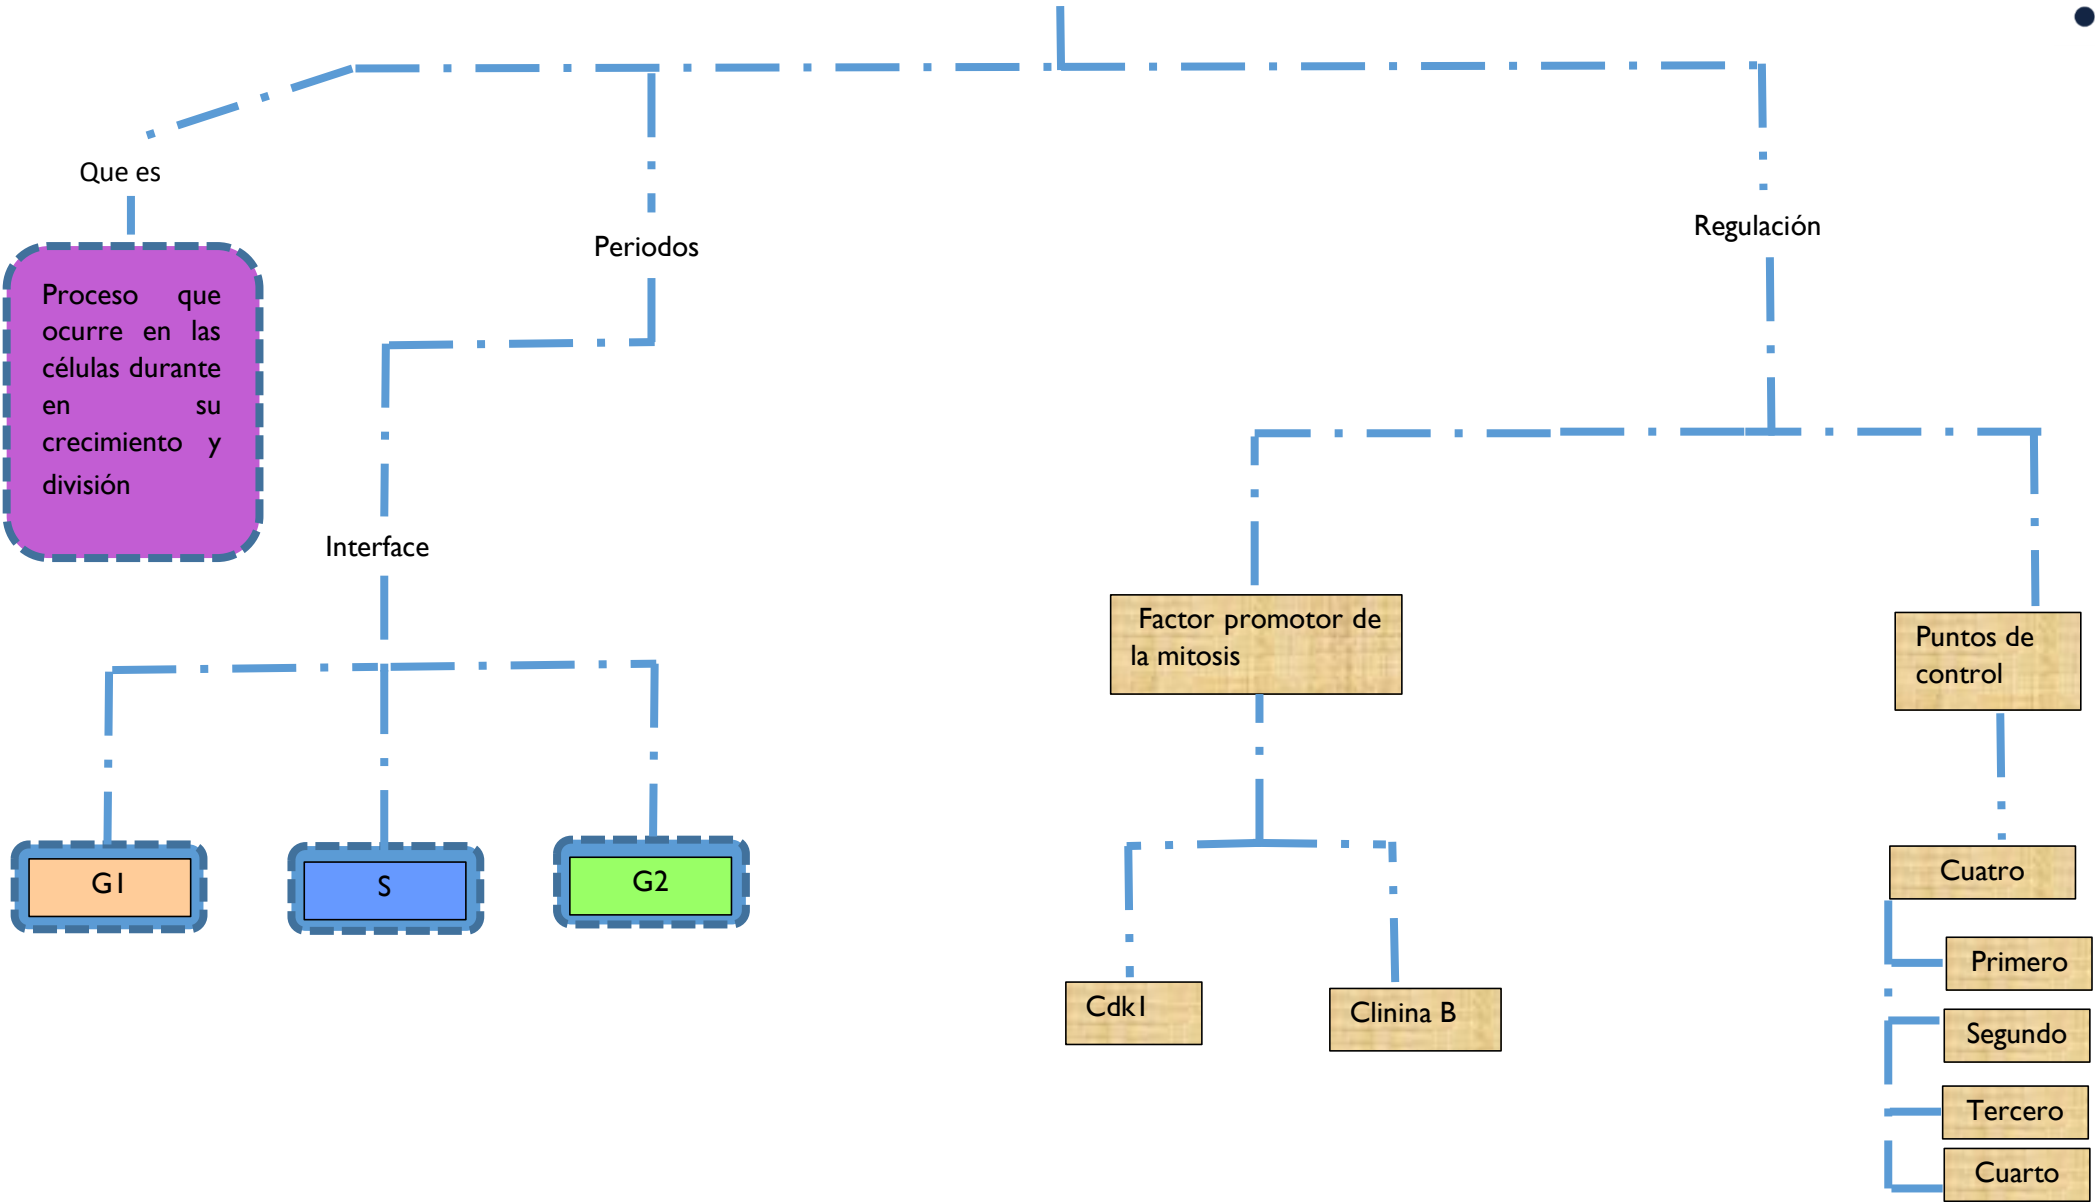 Que es
Proceso que
ocurre en las
células durante
en su
crecimiento y
división
Periodos
Interface
G1
S
G2
Regulación
Factor promotor de
la mitosis
Cdk1
Clinina B
Puntos de
control
Cuatro
Primero
Segundo
Tercero
Cuarto